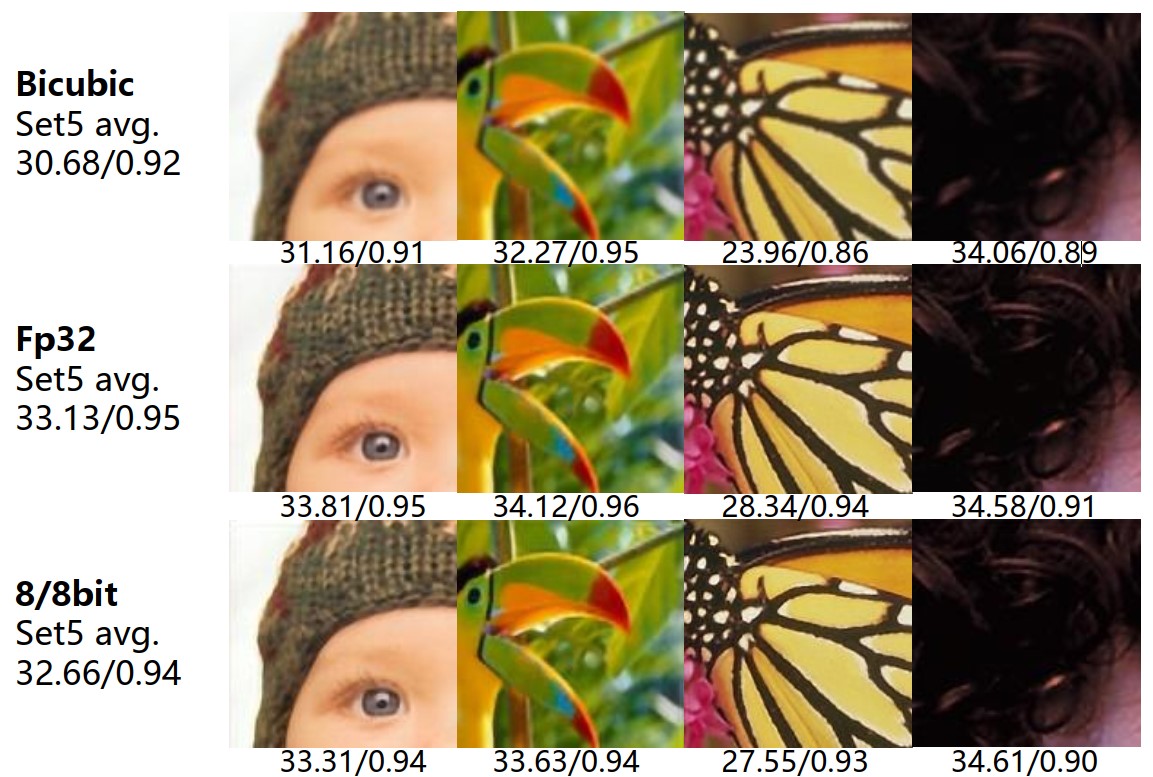 Bicubic
Set5 avg.
30.68/0.92
31.16/0.91 32.27/0.95 23.96/0.86 34.06/0.89
Fp32
Set5 avg.
33.13/0.95
33.81/0.95 34.12/0.96 28.34/0.94 34.58/0.91
8/8bit
Set5 avg.
32.66/0.94
33.31/0.94 33.63/0.94 27.55/0.93 34.61/0.90